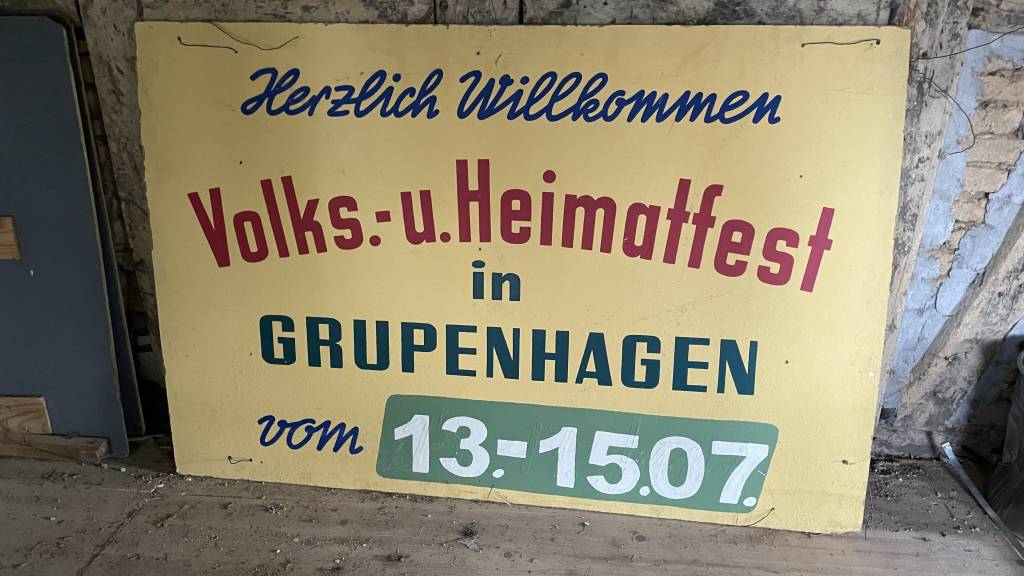 Herzlich Willkommen
Volks.-u.Heimatfest
in
GRUPENHAGEN
vom 13.-15.07.